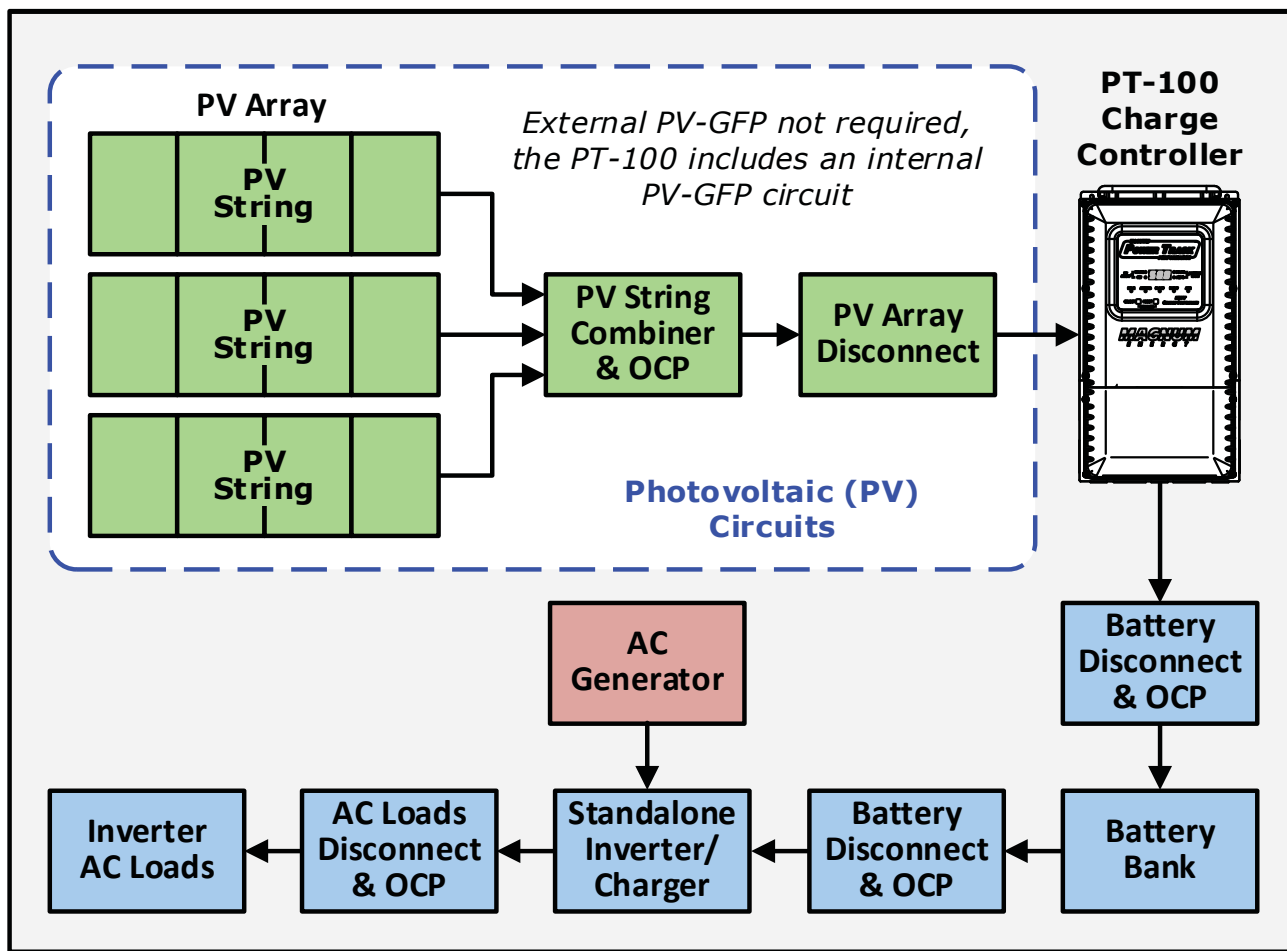 PV Array
PV
String
PV
String
PV
String
External PV-GFP not required,
the PT-100 includes an internal
PV-GFP circuit
PV String
Combiner
& OCP
PV Array
Disconnect
Photovoltaic (PV)
Circuits
PT-100
Charge
Controller
POWER TRACK
MAGNUM
ENERGY
Battery
Disconnect
& OCP
AC
Generator
Inverter
AC Loads
AC Loads
Disconnect
& OCP
Standalone
Inverter/
Charger
Battery
Disconnect
& OCP
Battery
Bank